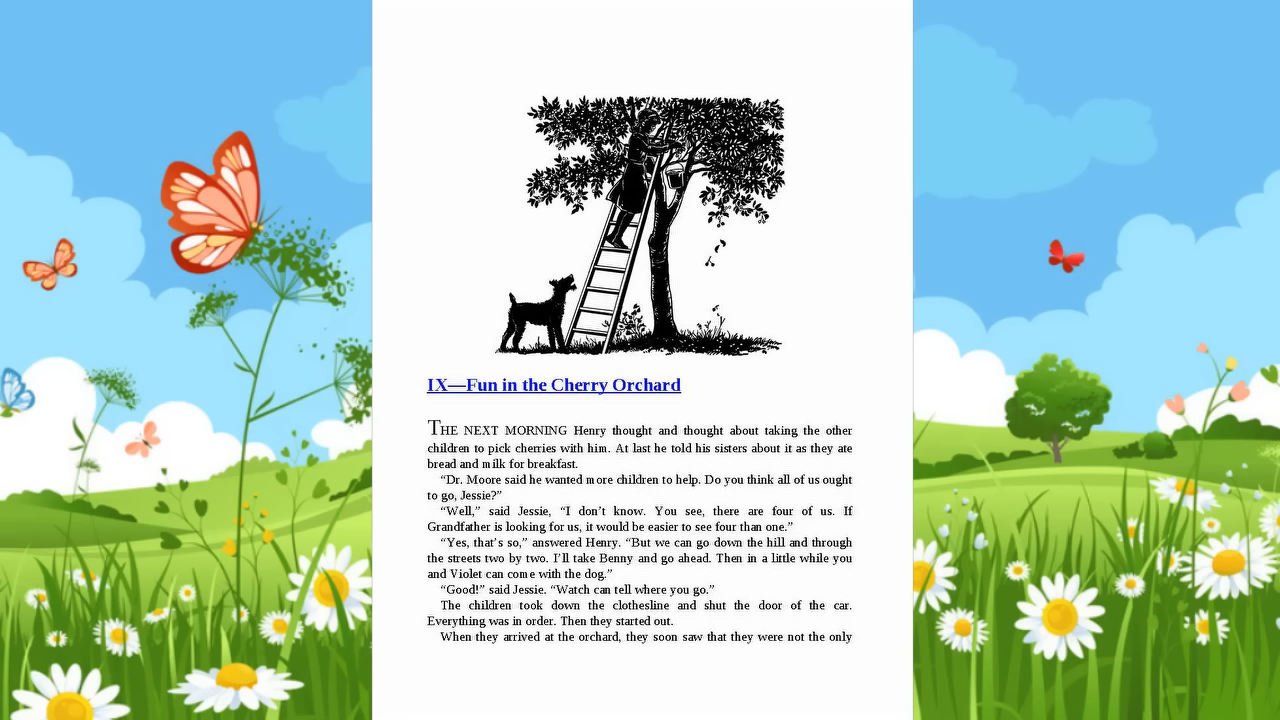 IX—Fun in the Cherry Orchard
THE NEXT MORNING Henry thought and thought about taking the other
children to pick cherries with him. At last he told his sisters about it as they ate
bread and milk for breakfast.
“Dr. Moore said he wanted more children to help. Do you think all of us ought
to go, Jessie?”
“Well,” said Jessie, “I don’t know. You see, there are four of us. If
Grandfather is looking for us, it would be easier to see four than one.”
“Yes, that’s so,” answered Henry. “But we can go down the hill and through
the streets two by two. I’ll take Benny and go ahead. Then in a little while you
and Violet can come with the dog.”
“Good!” said Jessie. “Watch can tell where you go.”
The children took down the clothesline and shut the door of the car.
Everything was in order. Then they started out.
When they arrived at the orchard, they soon saw that they were not the only